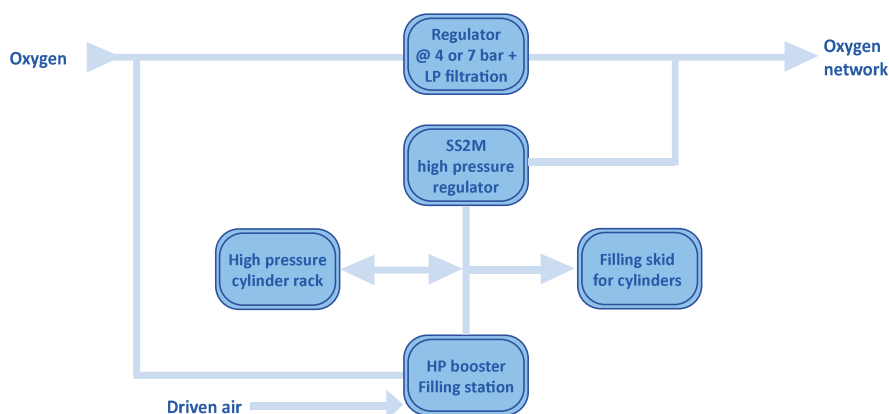 Oxygen
Regulator
@ 4 or 7 bar +
LP filtration
Oxygen
network
SS2M
high pressure
regulator
High pressure
cylinder rack
Filling skid
for cylinders
HP booster
Filling station
Driven air